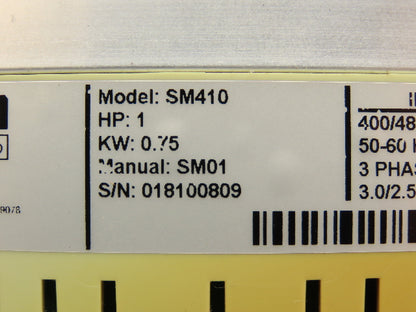 Model: SM410
HP: 1
KW: 0.75
Manual: SM01
S/N: 018100809
400/48
50-60 H
3 PHAS
3.0/2.5
9078